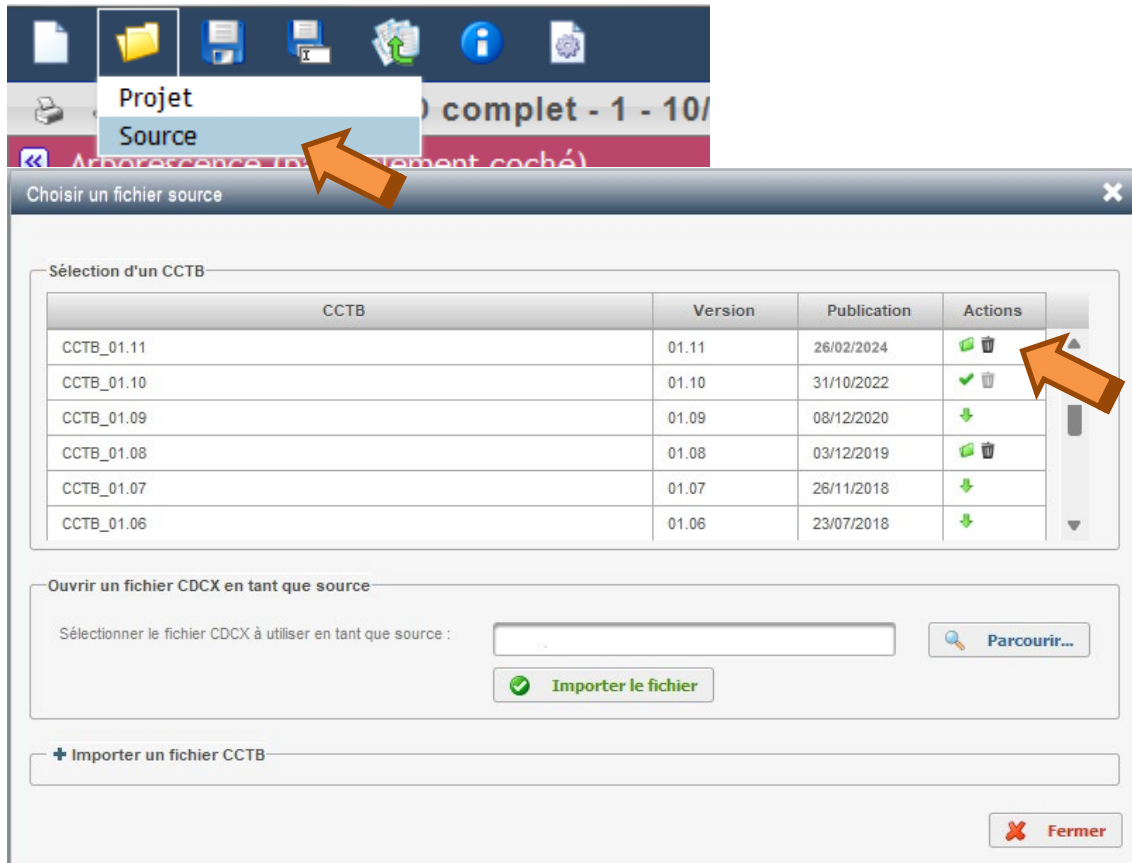 Projet
complet - 1 - 10/
Source
Choisir un fichier source
Sélection d'un CCTB
CCTB Version Publication Actions
CCTB_01.11 01.11 26/02/2024
CCTB_01.10 01.10 31/10/2022
CCTB_01.09 01.09 08/12/2020
CCTB_01.08 01.08 03/12/2019
CCTB_01.07 01.07 26/11/2018
CCTB_01.06 01.06 23/07/2018
Ouvrir un fichier CDCX en tant que source
Sélectionner le fichier CDCX à utiliser en tant que source :
Parcourir...
Importer le fichier
Importer un fichier CCTB
Fermer